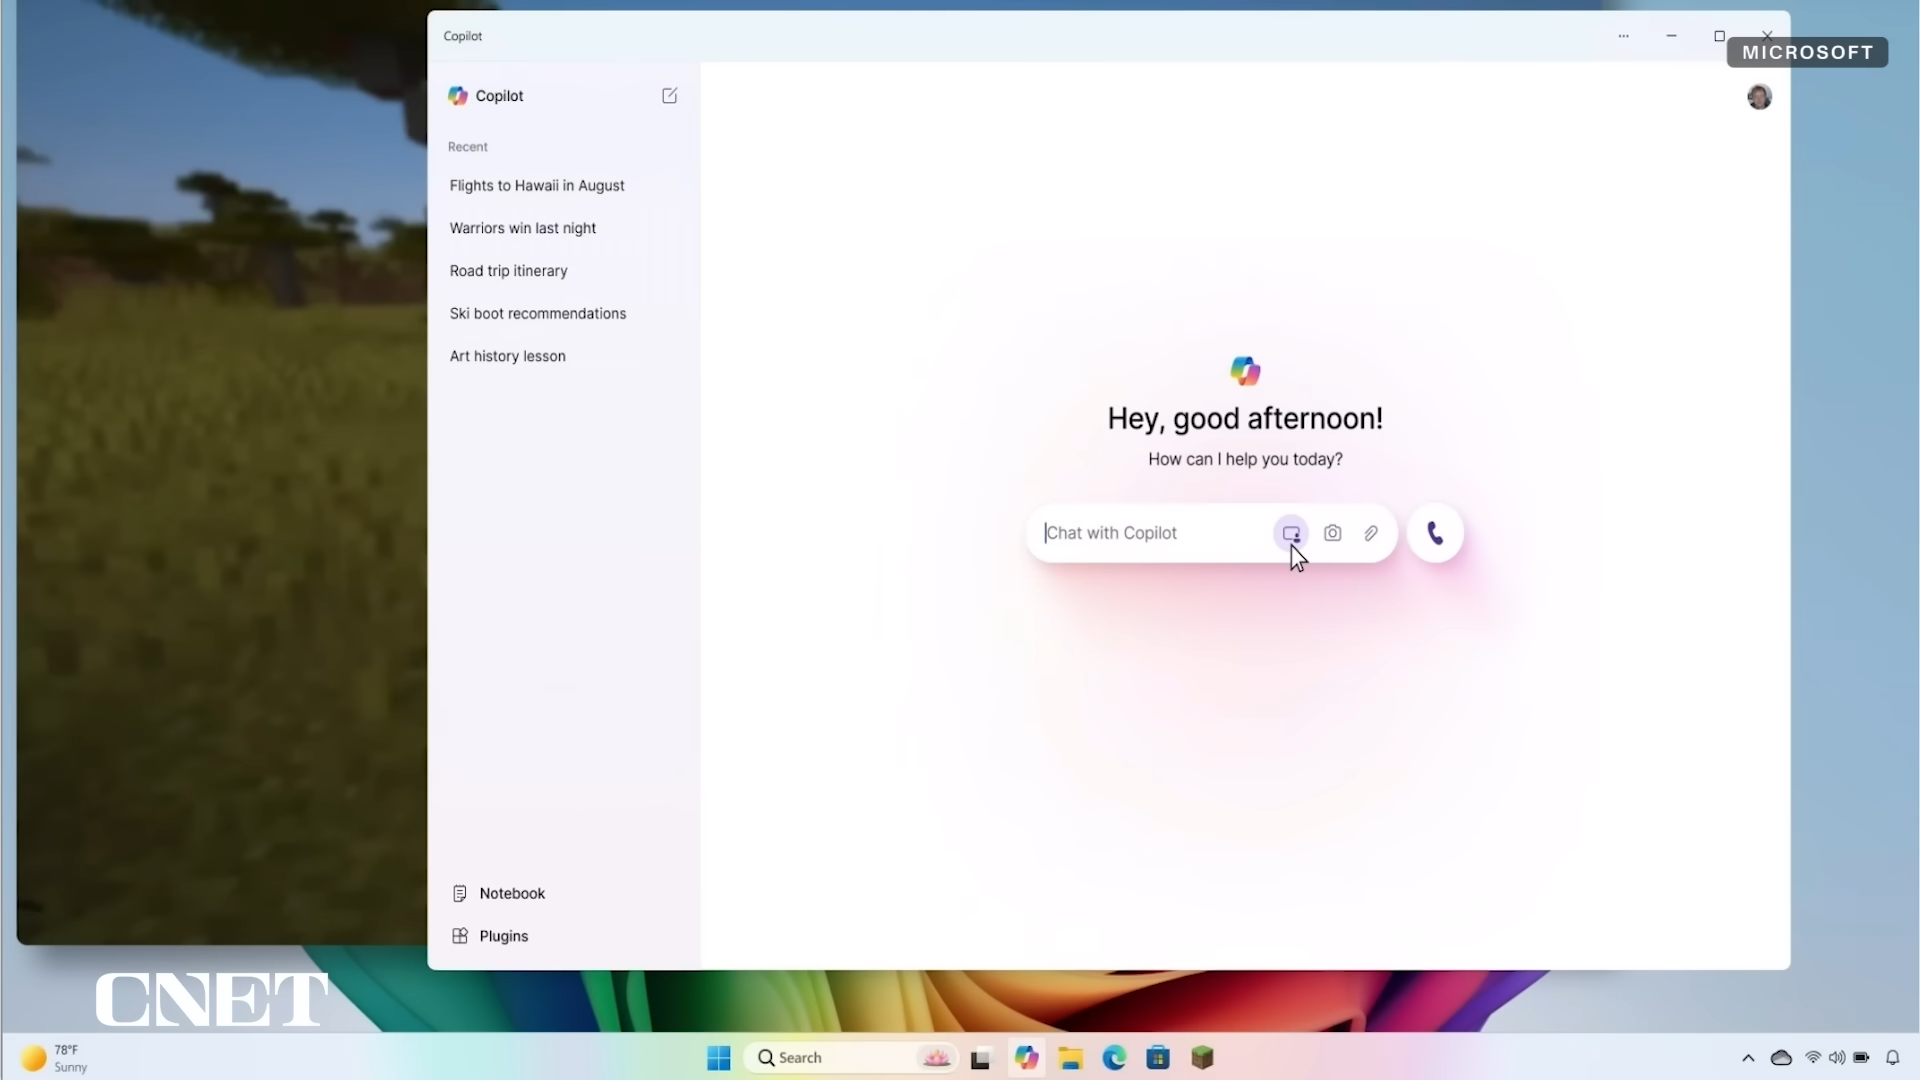 Copilot
MICROSOFT
Copilot
Recent
Flights to Hawaii in August
Warriors win last night
Road trip itinerary
Ski boot recommendations
Art history lesson
Hey, good afternoon!
How can I help you today?
Chat with Copilot
Notebook
Plugins
CNET
78°F
Sunny
Search